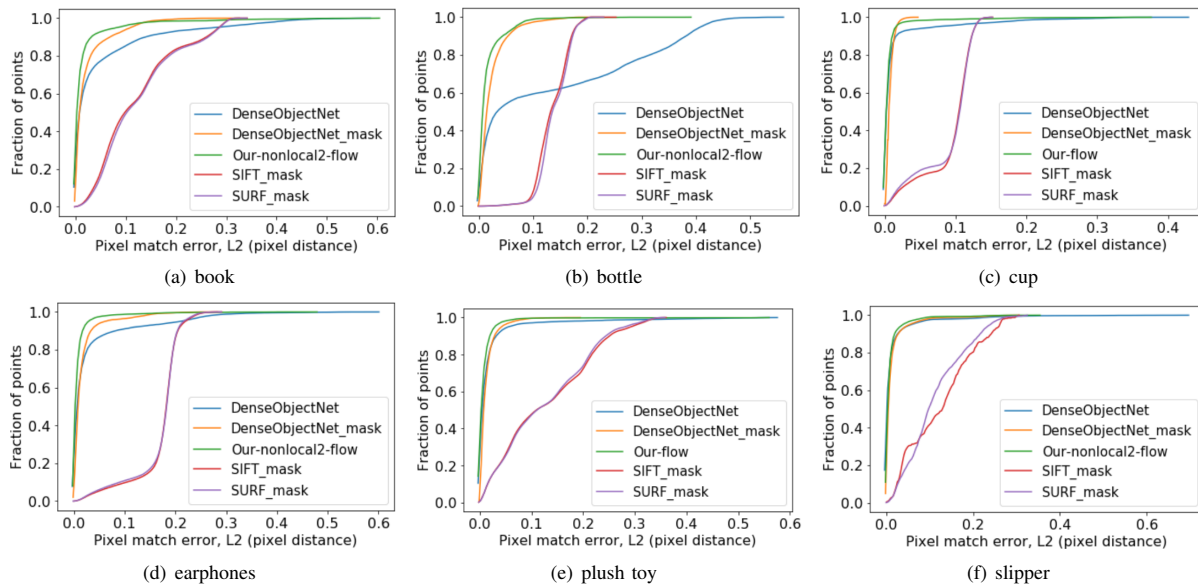 1.0
0.8
0.6
0.4
0.2
0.0
Fraction of points
DenseObjectNet
DenseObjectNet_mask
Our-nonlocal2-flow
SIFT_mask
SURF_mask
0.0 0.1 0.2 0.3 0.4 0.5 0.6
Pixel match error, L2 (pixel distance)
(a) book
1.0
0.8
0.6
0.4
0.2
0.0
Fraction of points
DenseObjectNet
DenseObjectNet_mask
Our-nonlocal2-flow
SIFT_mask
SURF_mask
0.0 0.1 0.2 0.3 0.4 0.5
Pixel match error, L2 (pixel distance)
(b) bottle
1.0
0.8
0.6
0.4
0.2
0.0
Fraction of points
DenseObjectNet
DenseObjectNet_mask
Our-flow
SIFT_mask
SURF_mask
0.0 0.1 0.2 0.3 0.4
Pixel match error, L2 (pixel distance)
(c) cup
1.0
0.8
0.6
0.4
0.2
0.0
Fraction of points
DenseObjectNet
DenseObjectNet_mask
Our-nonlocal2-flow
SIFT_mask
SURF_mask
0.0 0.1 0.2 0.3 0.4 0.5 0.6
Pixel match error, L2 (pixel distance)
(d) earphones
1.0
0.8
0.6
0.4
0.2
0.0
Fraction of points
DenseObjectNet
DenseObjectNet_mask
Our-flow
SIFT_mask
SURF_mask
0.0 0.1 0.2 0.3 0.4 0.5 0.6
Pixel match error, L2 (pixel distance)
(e) plush toy
1.0
0.8
0.6
0.4
0.2
0.0
Fraction of points
DenseObjectNet
DenseObjectNet_mask
Our-nonlocal2-flow
SIFT_mask
SURF_mask
0.0 0.2 0.4 0.6
Pixel match error, L2 (pixel distance)
(f) slipper